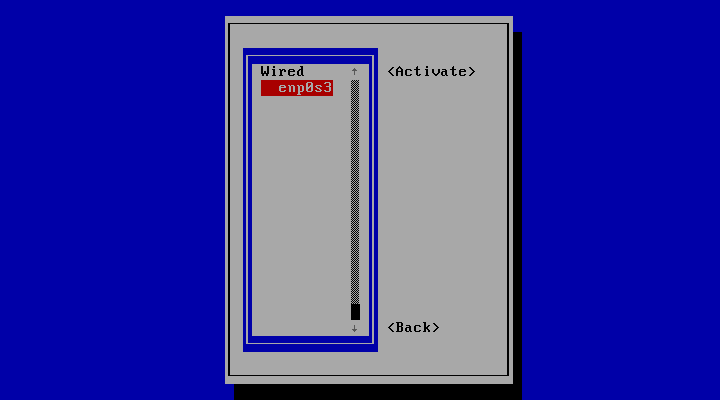 Wired ↑ <Activate>
enp0s3
↓ <Back>